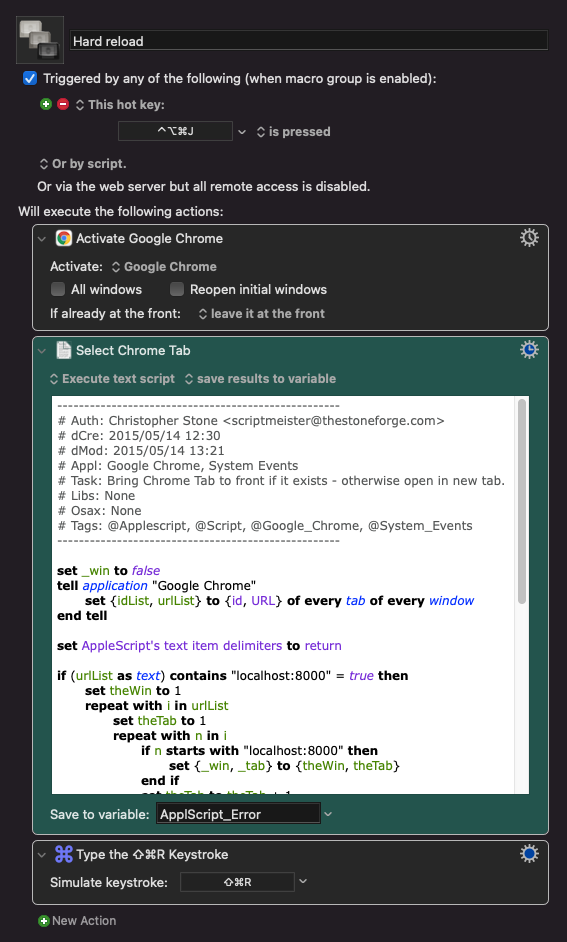 Hard reload
Triggered by any of the following (when macro group is enabled):
This hot key:
^⌥⌘J
is pressed
Or by script.
Or via the web server but all remote access is disabled.
Will execute the following actions:
Activate Google Chrome
Activate: Google Chrome
All windows Reopen initial windows
If already at the front: leave it at the front
Select Chrome Tab
Execute text script save results to variable
--------------------------------------------------
# Auth: Christopher Stone <scriptmeister@thestoneforge.com>
# dCre: 2015/05/14 12:30
# dMod: 2015/05/14 13:21
# Appl: Google Chrome, System Events
# Task: Bring Chrome Tab to front if it exists - otherwise open in new tab.
# Libs: None
# Osax: None
# Tags: @Applescript, @Script, @Google_Chrome, @System_Events
--------------------------------------------------
set _win to false
tell application "Google Chrome"
set {idList, urlList} to {id, URL} of every tab of every window
end tell
set AppleScript's text item delimiters to return
if (urlList as text) contains "localhost:8000" = true then
set theWin to 1
repeat with i in urlList
set theTab to 1
repeat with n in i
if n starts with "localhost:8000" then
set {_win, _tab} to {theWin, theTab}
end if
set theTab to theTab + 1
Save to variable: ApplScript_Error
Type the ⇧⌘R Keystroke
Simulate keystroke: ⇧⌘R
New Action